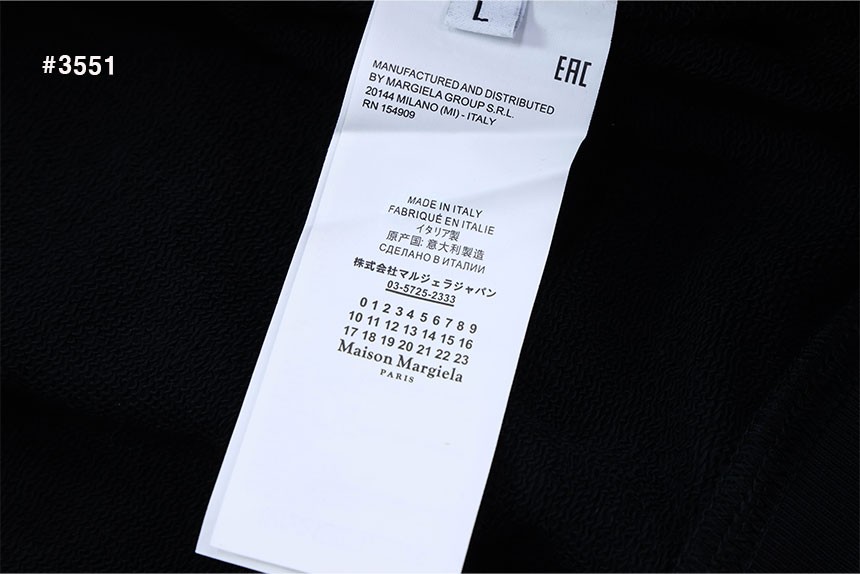 #3551
L
EAC
MANUFACTURED AND DISTRIBUTED
BY MARGIELA GROUP S.R.L.
20144 MILANO (MI) - ITALY
RN 154909
MADE IN ITALY
FABRIQUÉ EN ITALIE
イタリア製
原产国: 意大利製造
СДЕЛАНО В ИТАЛИИ
株式会社マルジェラジャパン
03-5725-2333
0 1 2 3 4 5 6 7 8 9
10 11 12 13 14 15 16
17 18 19 20 21 22 23
Maison Margiela
PARIS